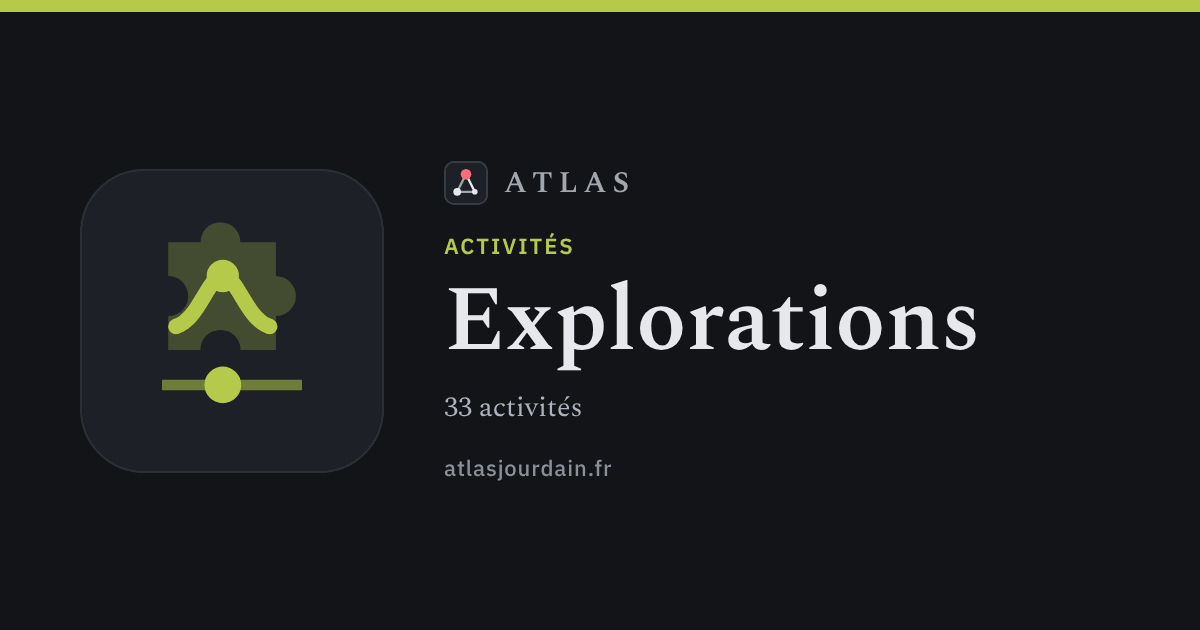 ATLAS
ACTIVITÉS
Explorations
33 activités
atlasjourdain.fr